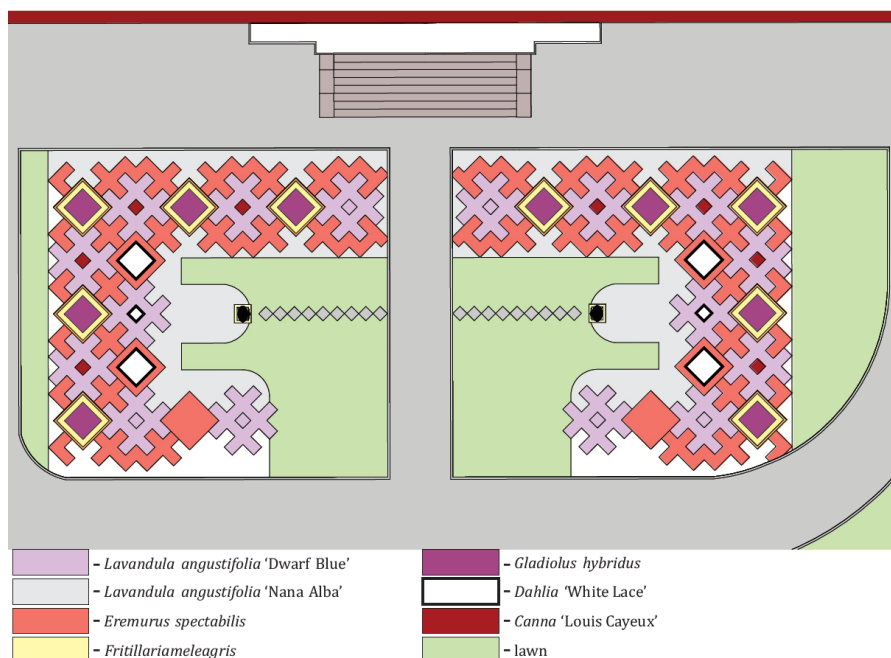 - Lavandula angustifolia ‘Dwarf Blue’
- Lavandula angustifolia ‘Nana Alba’
- Eremurus spectabilis
- Fritillariameleagris
- Gladiolus hybridus
- Dahlia ‘White Lace’
- Canna ‘Louis Cayeux’
- lawn